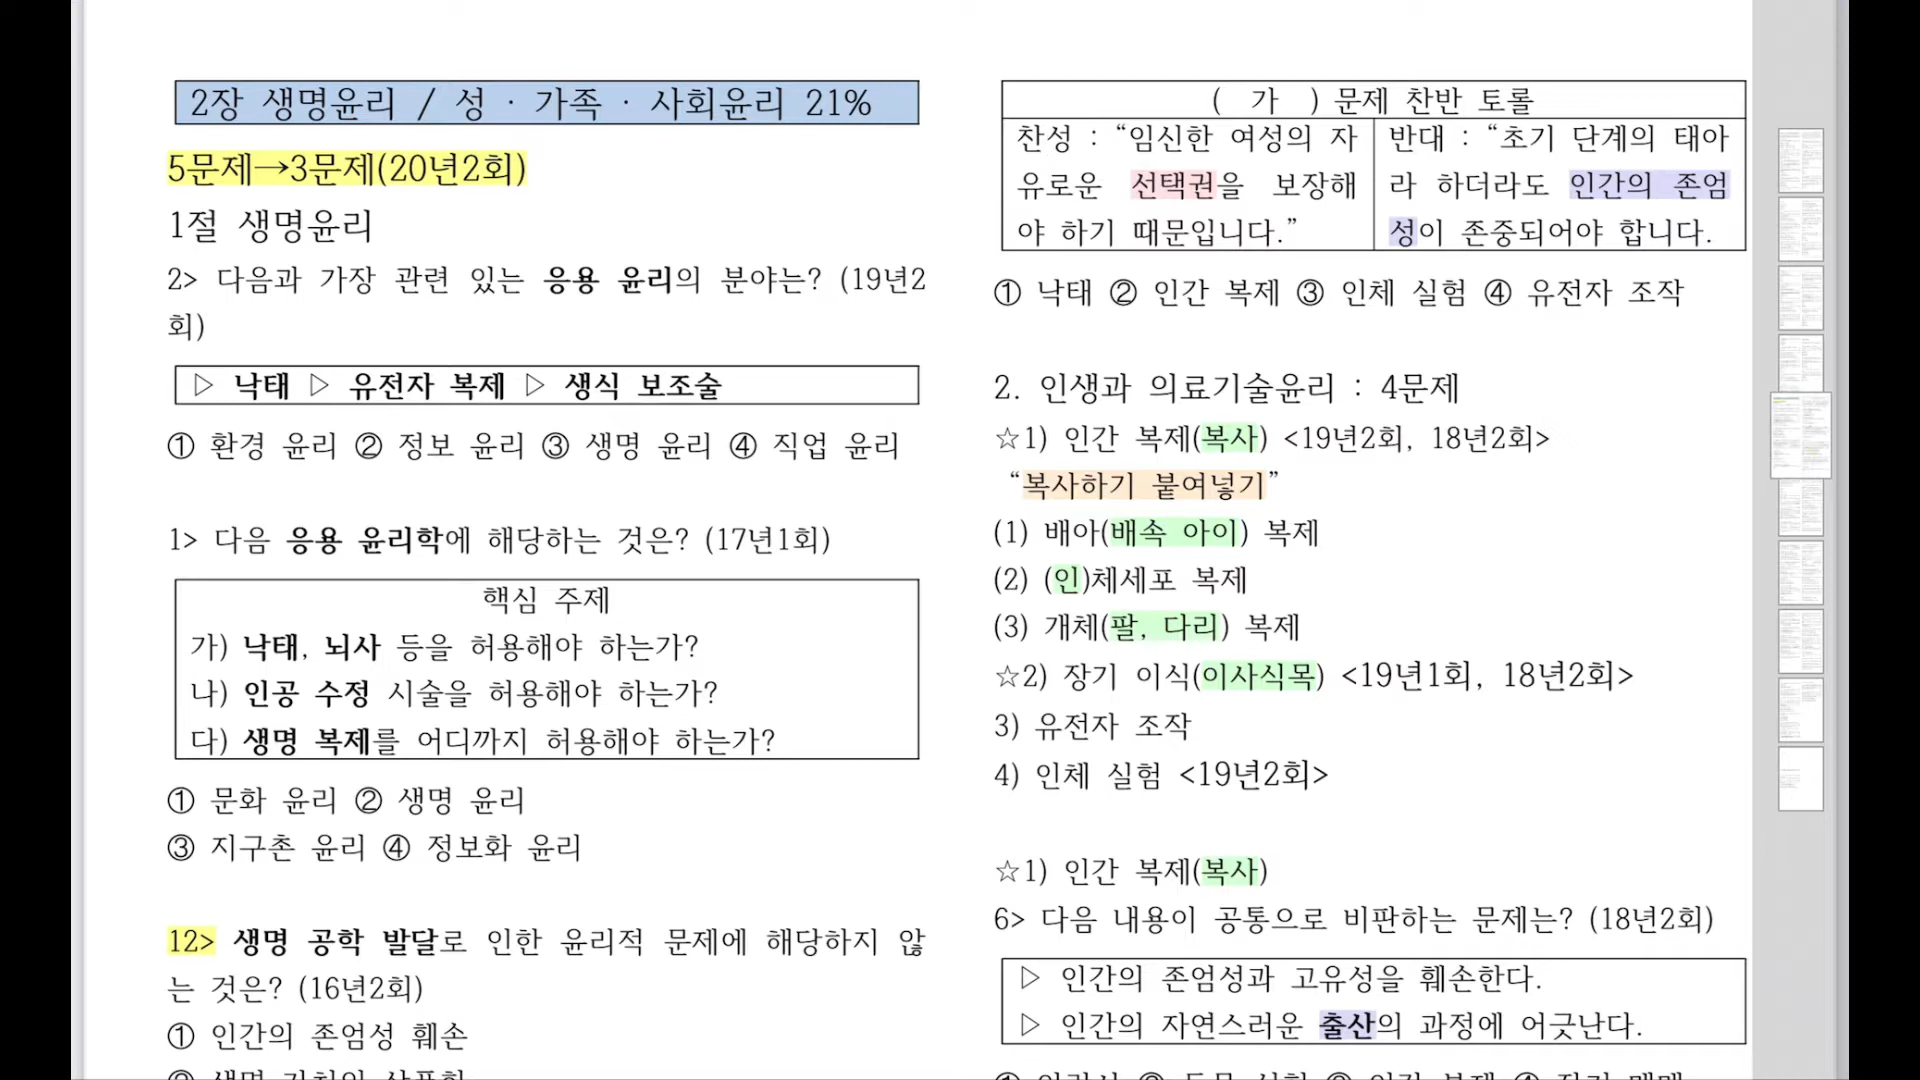 2장 생명윤리 / 성 · 가족 · 사회윤리 21%
5문제→3문제(20년2회)
1절 생명윤리
2> 다음과 가장 관련 있는 응용 윤리의 분야는? (19년2
회)
▷ 낙태 ▷ 유전자 복제 ▷ 생식 보조술
① 환경 윤리 ② 정보 윤리 ③ 생명 윤리 ④ 직업 윤리
1> 다음 응용 윤리학에 해당하는 것은? (17년1회)
핵심 주제
가) 낙태, 뇌사 등을 허용해야 하는가?
나) 인공 수정 시술을 허용해야 하는가?
다) 생명 복제를 어디까지 허용해야 하는가?
① 문화 윤리 ② 생명 윤리
③ 지구촌 윤리 ④ 정보화 윤리
12> 생명 공학 발달로 인한 윤리적 문제에 해당하지 않
는 것은? (16년2회)
① 인간의 존엄성 훼손
( 가 ) 문제 찬반 토롤
찬성 : “임신한 여성의 자
유로운 선택권을 보장해
야 하기 때문입니다.”
반대 : “초기 단계의 태아
라 하더라도 인간의 존엄
성이 존중되어야 합니다.
① 낙태 ② 인간 복제 ③ 인체 실험 ④ 유전자 조작
2. 인생과 의료기술윤리 : 4문제
☆1) 인간 복제(복사) <19년2회, 18년2회>
“복사하기 붙여넣기”
(1) 배아(배속 아이) 복제
(2) (인)체세포 복제
(3) 개체(팔, 다리) 복제
☆2) 장기 이식(이사식목) <19년1회, 18년2회>
3) 유전자 조작
4) 인체 실험 <19년2회>
☆1) 인간 복제(복사)
6> 다음 내용이 공통으로 비판하는 문제는? (18년2회)
▷ 인간의 존엄성과 고유성을 훼손한다.
▷ 인간의 자연스러운 출산의 과정에 어긋난다.